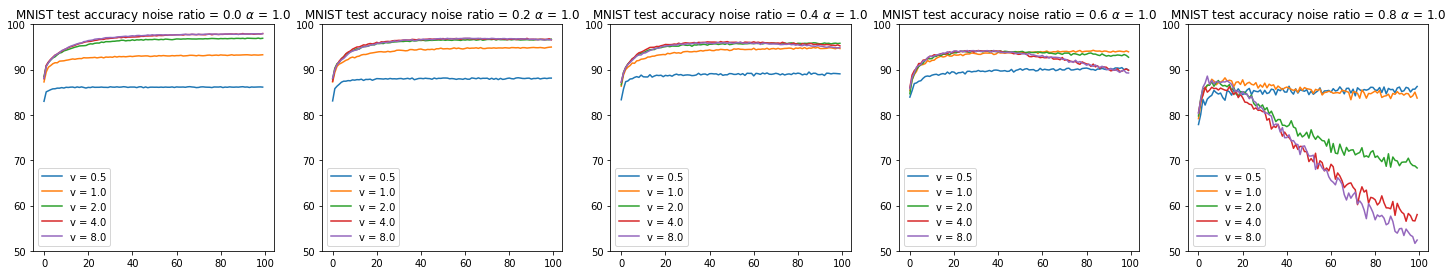 MNIST test accuracy noise ratio = 0.0 α = 1.0
100
90
80
70
60
50
0 20 40 60 80 100
v = 0.5
v = 1.0
v = 2.0
v = 4.0
v = 8.0
MNIST test accuracy noise ratio = 0.2 α = 1.0
100
90
80
70
60
50
0 20 40 60 80 100
v = 0.5
v = 1.0
v = 2.0
v = 4.0
v = 8.0
MNIST test accuracy noise ratio = 0.4 α = 1.0
100
90
80
70
60
50
0 20 40 60 80 100
v = 0.5
v = 1.0
v = 2.0
v = 4.0
v = 8.0
MNIST test accuracy noise ratio = 0.6 α = 1.0
100
90
80
70
60
50
0 20 40 60 80 100
v = 0.5
v = 1.0
v = 2.0
v = 4.0
v = 8.0
MNIST test accuracy noise ratio = 0.8 α = 1.0
100
90
80
70
60
50
0 20 40 60 80 100
v = 0.5
v = 1.0
v = 2.0
v = 4.0
v = 8.0